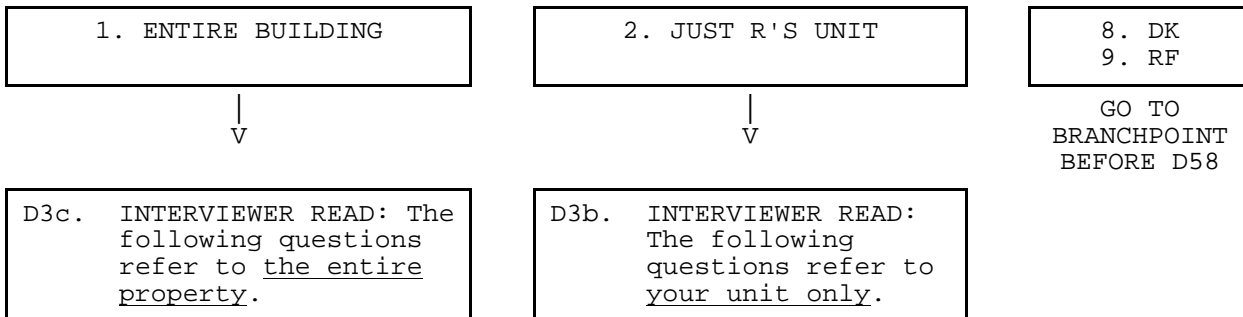 1. ENTIRE BUILDING
2. JUST R'S UNIT
8. DK
9. RF
|
V
|
V
GO TO
BRANCHPOINT
BEFORE D58
D3c. INTERVIEWER READ: The
following questions
refer to the entire
property.
D3b. INTERVIEWER READ:
The following
questions refer to
your unit only.